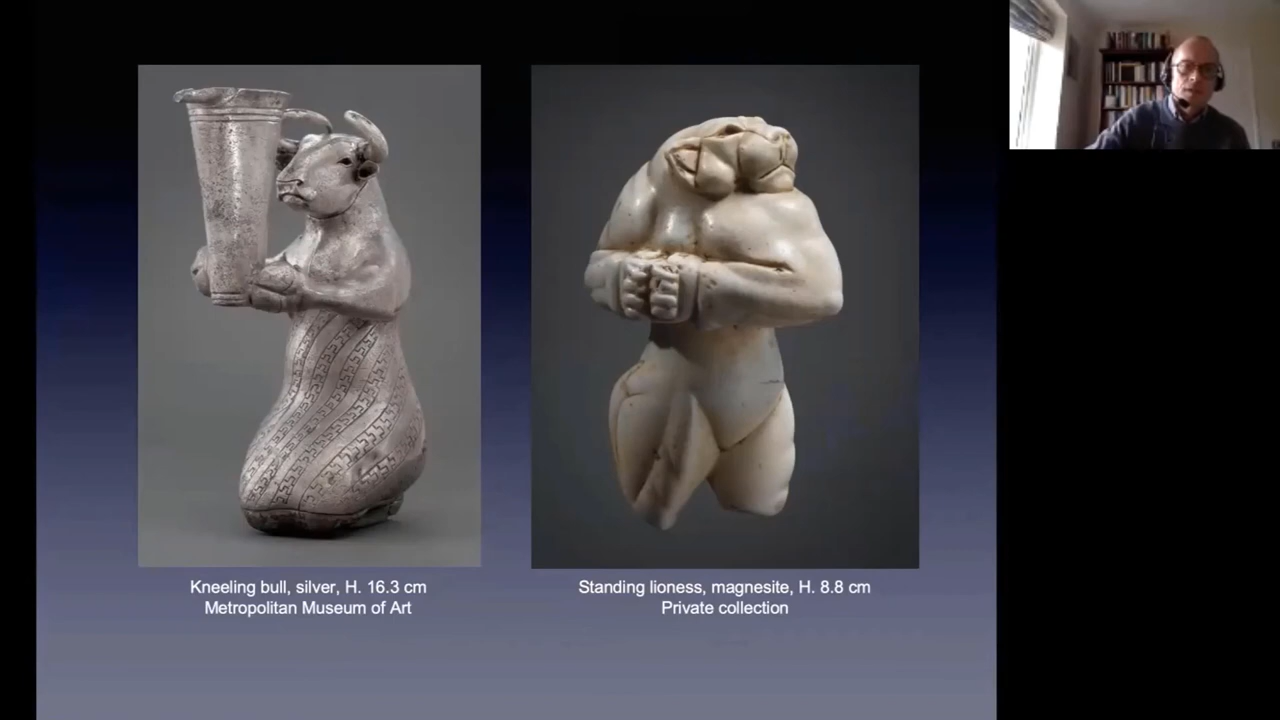 Kneeling bull, silver, H. 16.3 cm
Metropolitan Museum of Art
Standing lioness, magnesite, H. 8.8 cm
Private collection